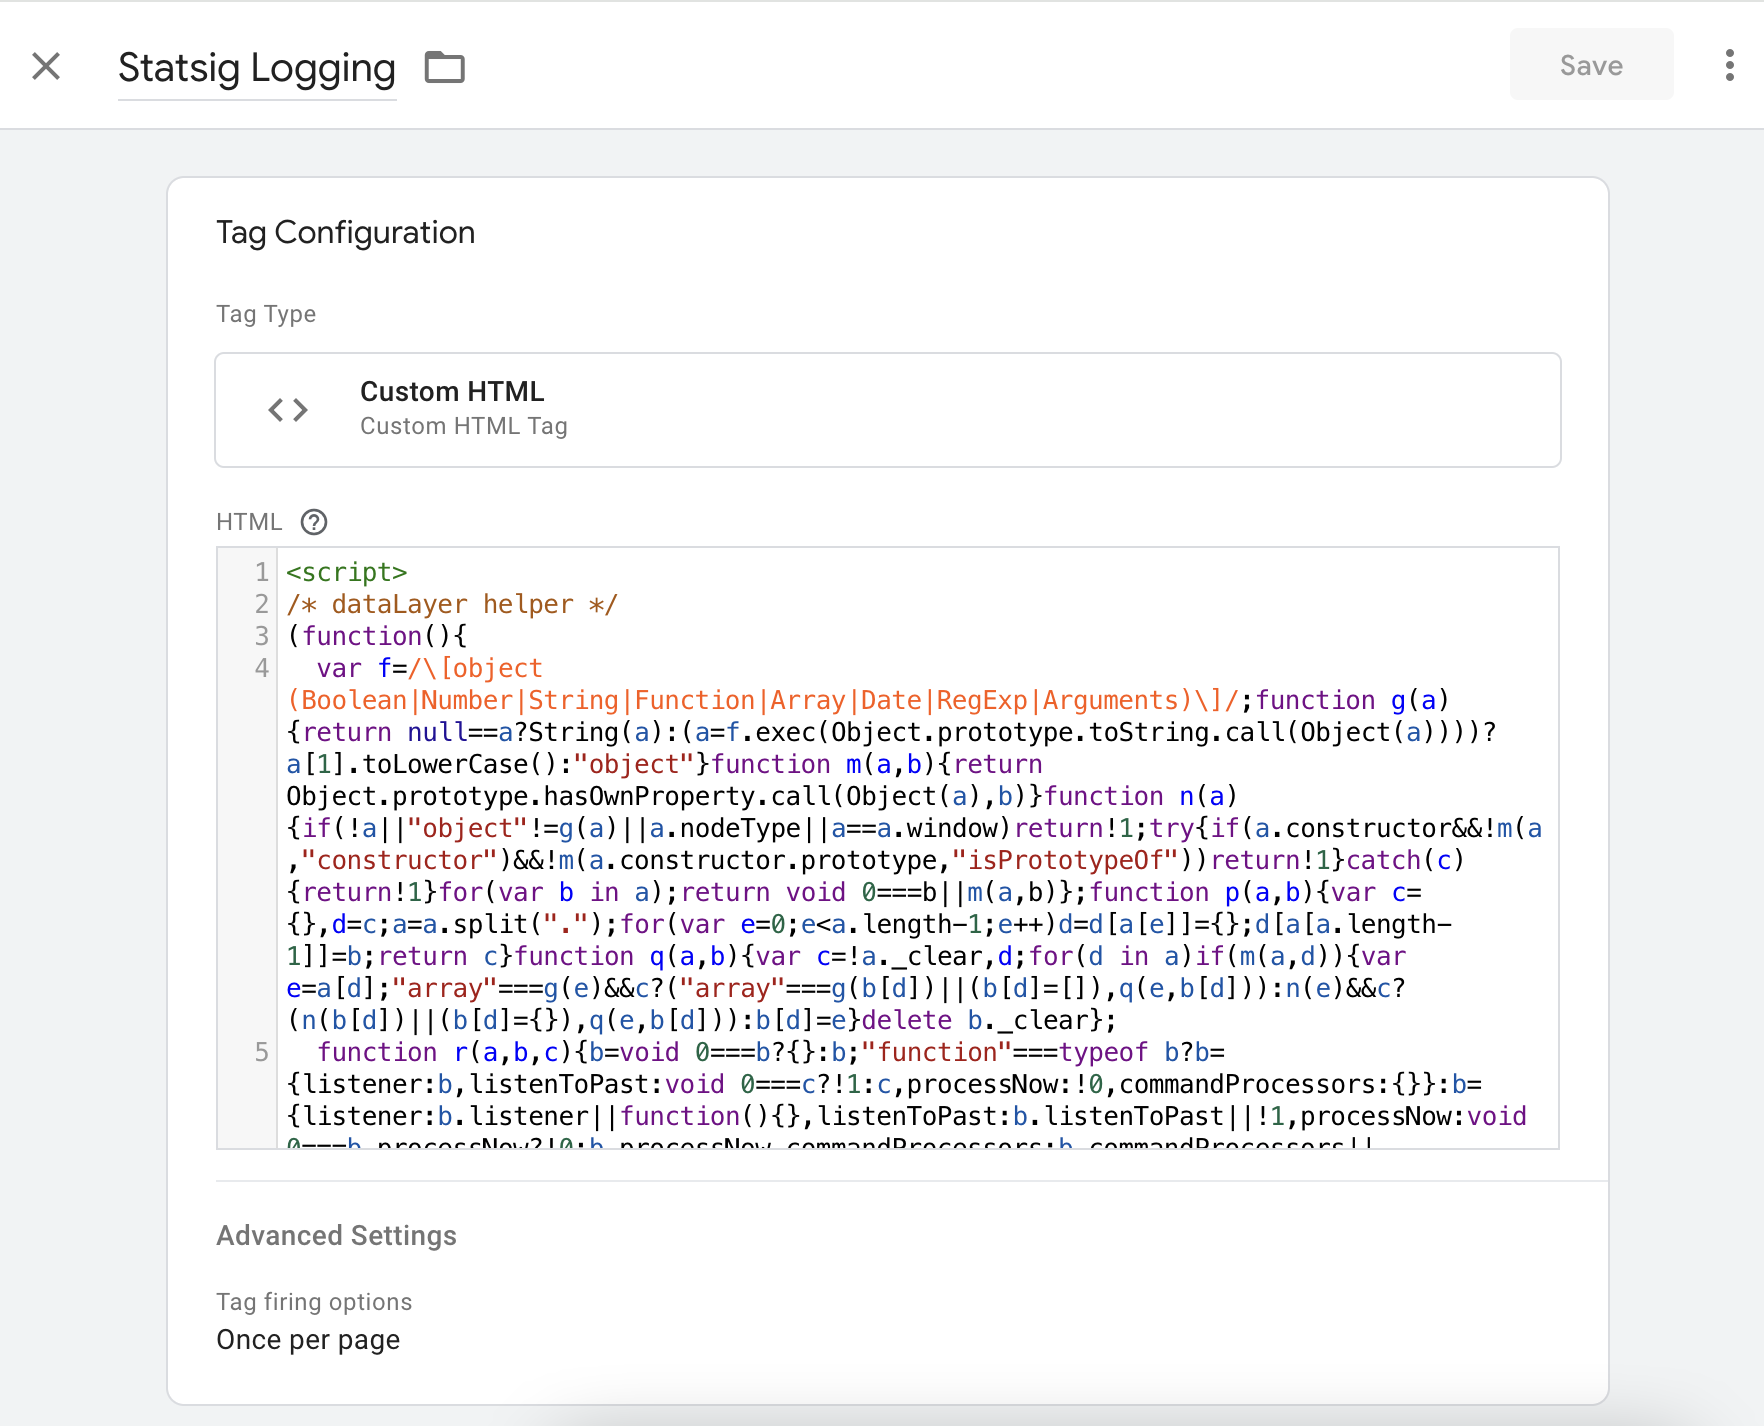 Statsig Logging
Save
Tag Configuration
Tag Type
Custom HTML
Custom HTML Tag
HTML
1 <script>
2 /* dataLayer helper */
3 (function(){
4   var f=/\[object
(Boolean|Number|String|Function|Array|Date|RegExp|Arguments)\]/;function g(a)
{return null==a?String(a):(a=f.exec(Object.prototype.toString.call(Object(a))))?
a[1].toLowerCase():"object"}function m(a,b){return
Object.prototype.hasOwnProperty.call(Object(a),b)}function n(a)
{if(!a||"object"!=g(a)||a.nodeType||a==a.window)return!1;try{if(a.constructor&&!m(a
,"constructor")&&!m(a.constructor.prototype,"isPrototypeOf"))return!1}catch(c)
{return!1}for(var b in a);return void 0===b||m(a,b)};function p(a,b){var c=
{},d=c;a=a.split(".");for(var e=0;e<a.length-1;e++)d=d[a[e]]={};d[a[a.length-
1]]=b;return c}function q(a,b){var c=!a._clear,d;for(d in a)if(m(a,d)){var
e=a[d];"array"===g(e)&&c?("array"===g(b[d])||(b[d]=[]),q(e,b[d])):n(e)&&c?
(n(b[d])||(b[d]={}),q(e,b[d])):b[d]=e}delete b._clear};
5   function r(a,b,c){b=void 0===b?{}:b;"function"===typeof b?b=
{listener:b,listenToPast:void 0===c?!1:c,processNow:!0,commandProcessors:{}}:b=
{listener:b.listener||function(){},listenToPast:b.listenToPast||!1,processNow:void
0===b.processNow?!0:b.processNow,commandProcessors:b.commandProcessors||
Advanced Settings
Tag firing options
Once per page